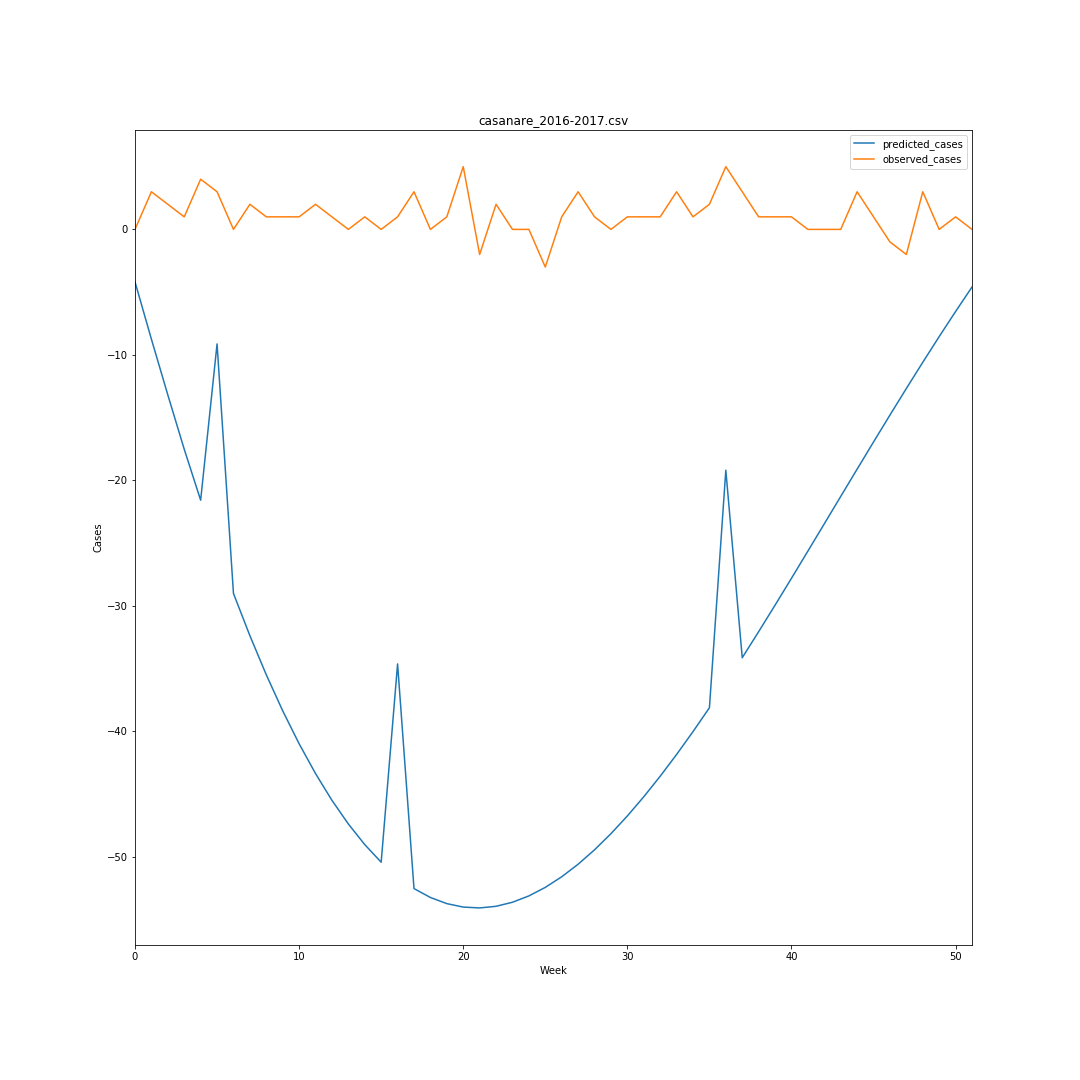 casanare_2016-2017.csv
predicted_cases
observed_cases
0
−10
−20
−30
−40
−50
Cases
0 10 20 30 40 50
Week